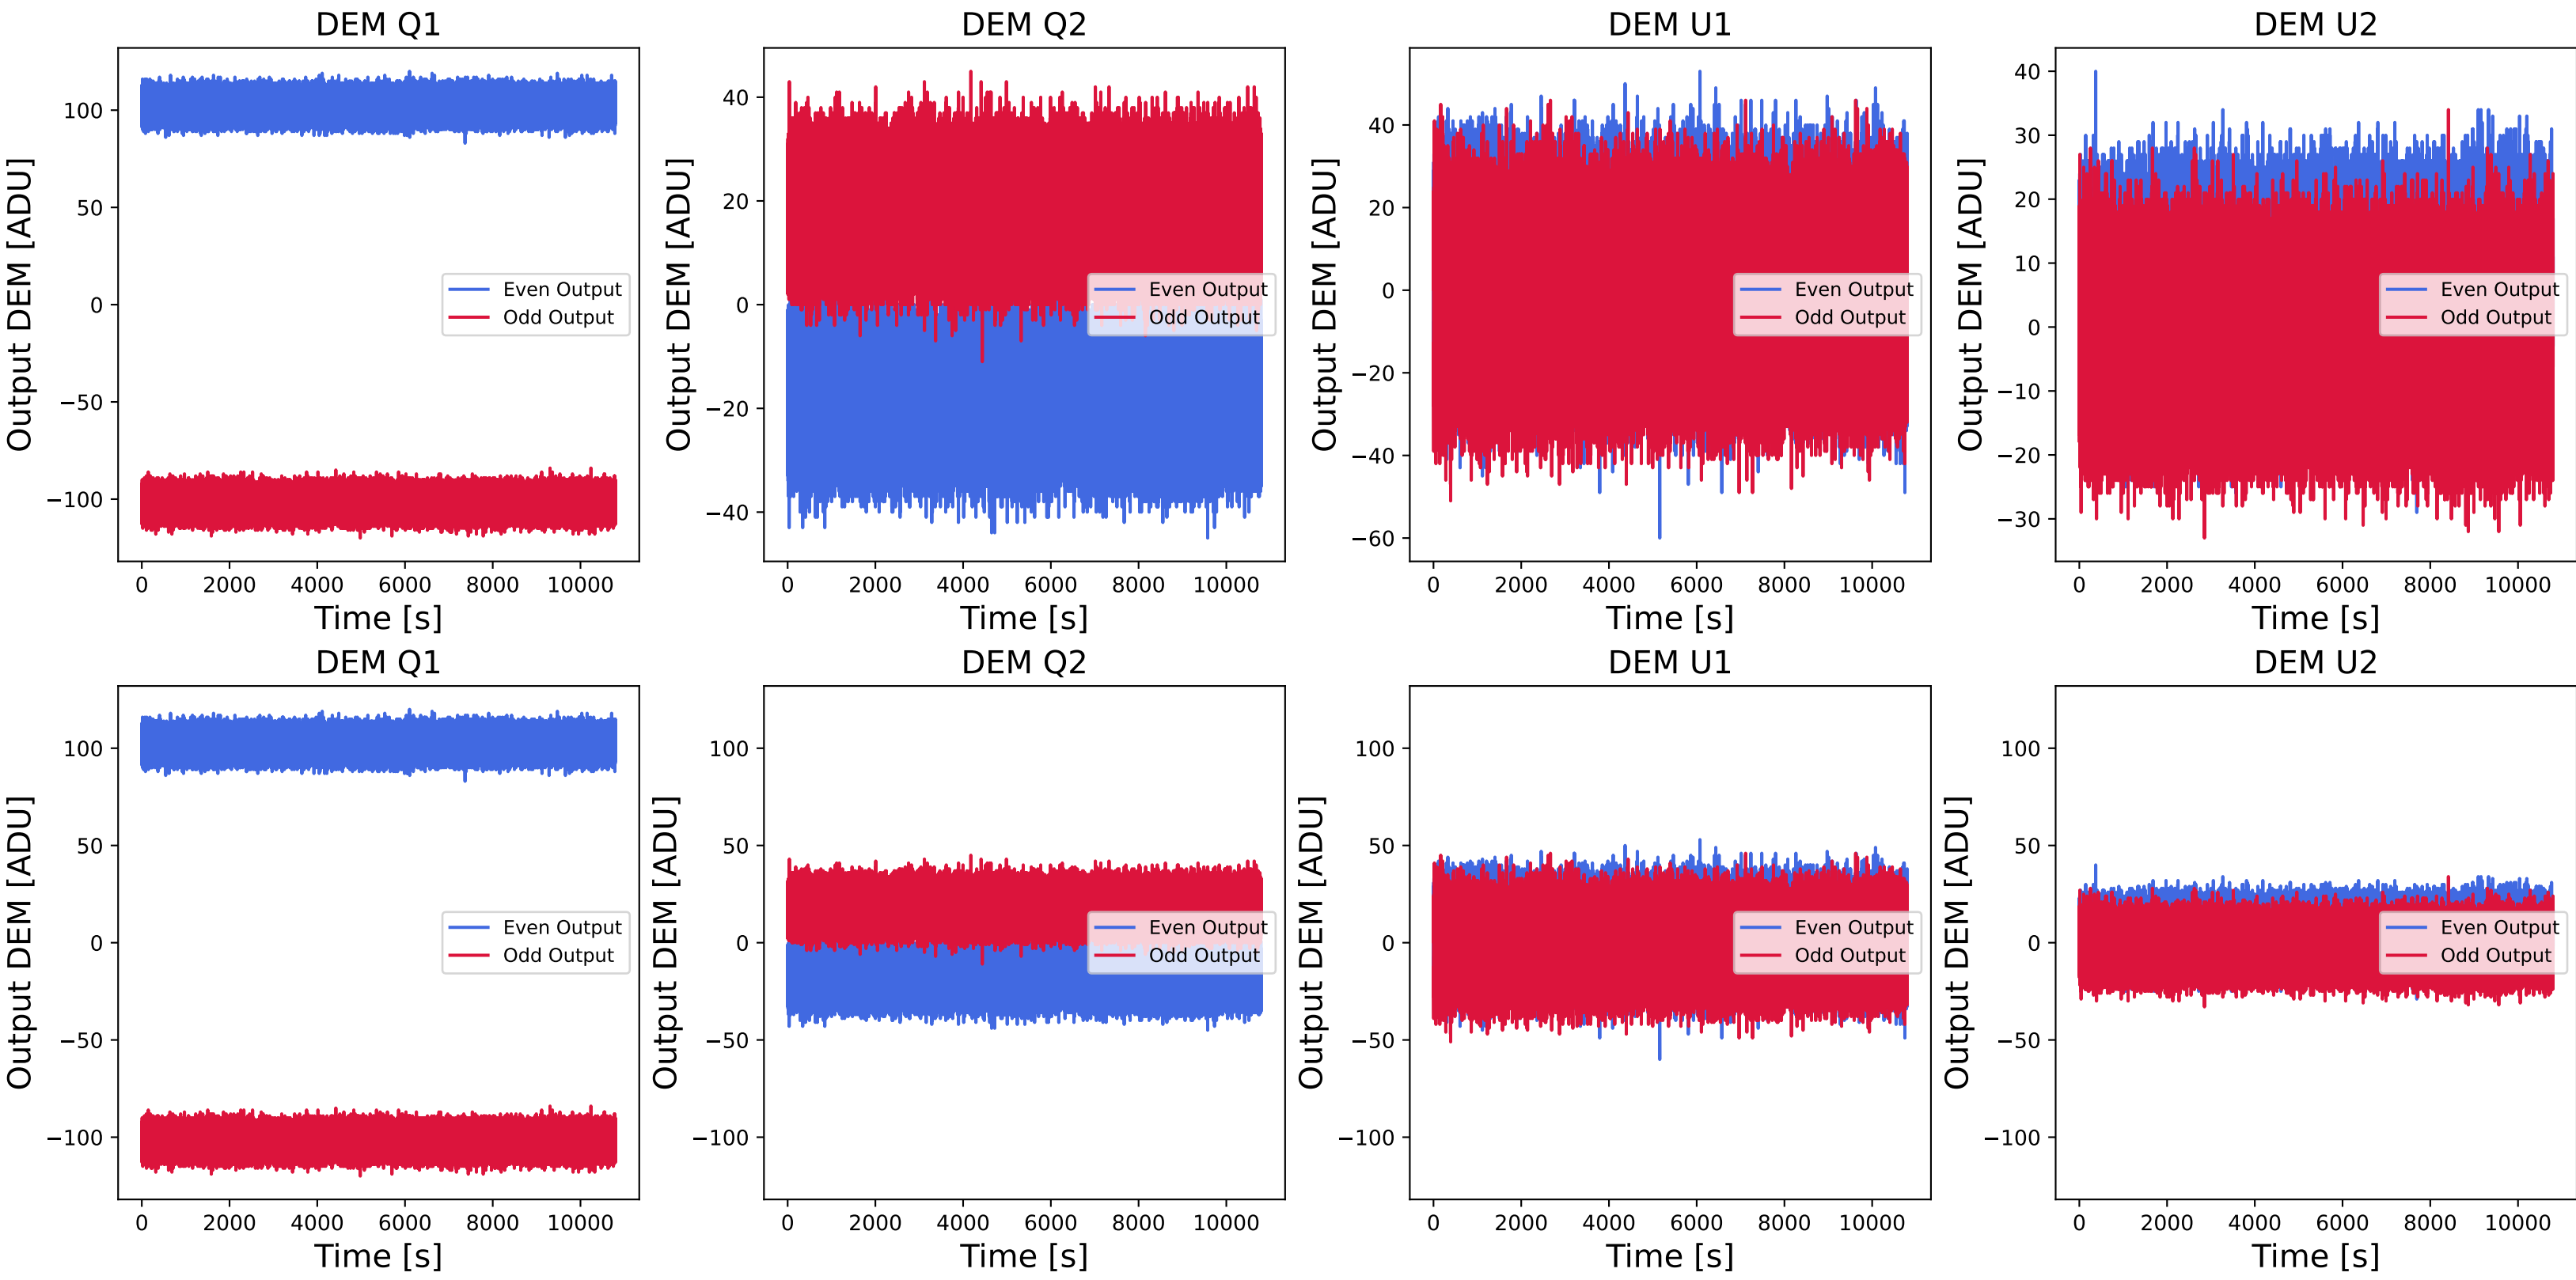 DEM Q1
Output DEM [ADU]
100
50
0
−50
−100
Even Output
Odd Output
0 2000 4000 6000 8000 10000
Time [s]
DEM Q2
Output DEM [ADU]
40
20
0
−20
−40
Even Output
Odd Output
0 2000 4000 6000 8000 10000
Time [s]
DEM U1
Output DEM [ADU]
40
20
0
−20
−40
−60
Even Output
Odd Output
0 2000 4000 6000 8000 10000
Time [s]
DEM U2
Output DEM [ADU]
40
30
20
10
0
−10
−20
−30
Even Output
Odd Output
0 2000 4000 6000 8000 10000
Time [s]
DEM Q1
Output DEM [ADU]
100
50
0
−50
−100
Even Output
Odd Output
0 2000 4000 6000 8000 10000
Time [s]
DEM Q2
Output DEM [ADU]
100
50
0
−50
−100
Even Output
Odd Output
0 2000 4000 6000 8000 10000
Time [s]
DEM U1
Output DEM [ADU]
100
50
0
−50
−100
Even Output
Odd Output
0 2000 4000 6000 8000 10000
Time [s]
DEM U2
Output DEM [ADU]
100
50
0
−50
−100
Even Output
Odd Output
0 2000 4000 6000 8000 10000
Time [s]